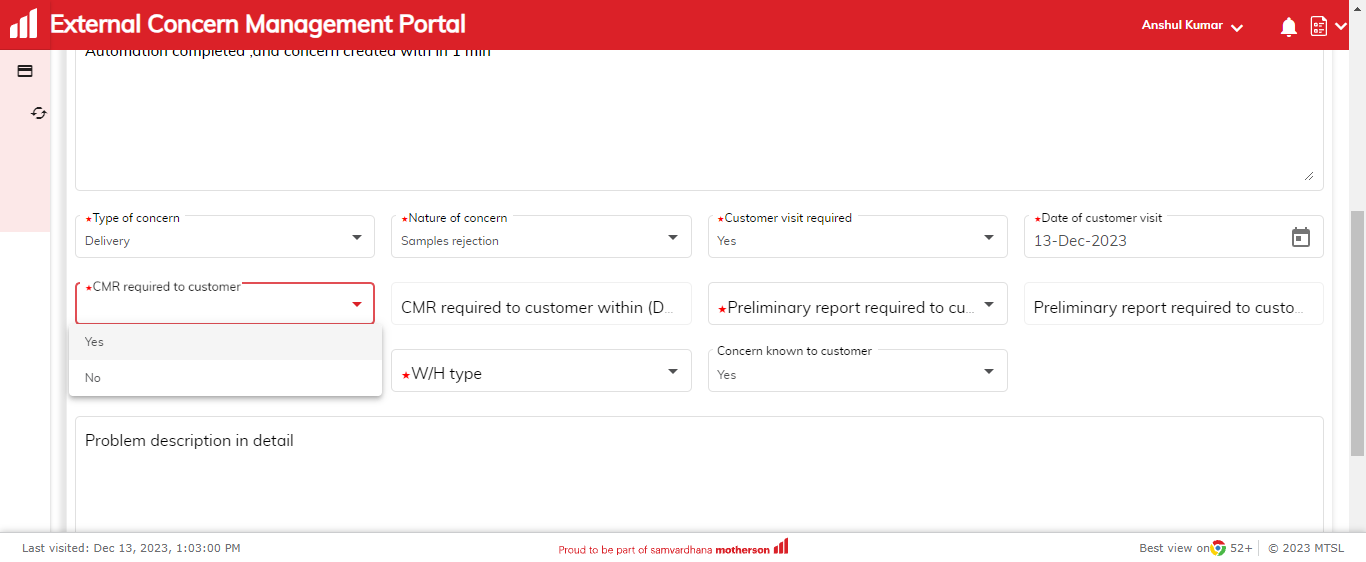 External Concern Management Portal
Anshul Kumar
Automation completed ,and concern created with in 1 min
★Type of concern
Delivery
★Nature of concern
Samples rejection
★Customer visit required
Yes
★Date of customer visit
13-Dec-2023
★CMR required to customer
CMR required to customer within (D...
★Preliminary report required to cu...
Preliminary report required to custo...
Yes
No
★W/H type
Concern known to customer
Yes
Problem description in detail
Last visited: Dec 13, 2023, 1:03:00 PM
Proud to be part of samvardhana motherson
Best view on 52+ | © 2023 MTSL